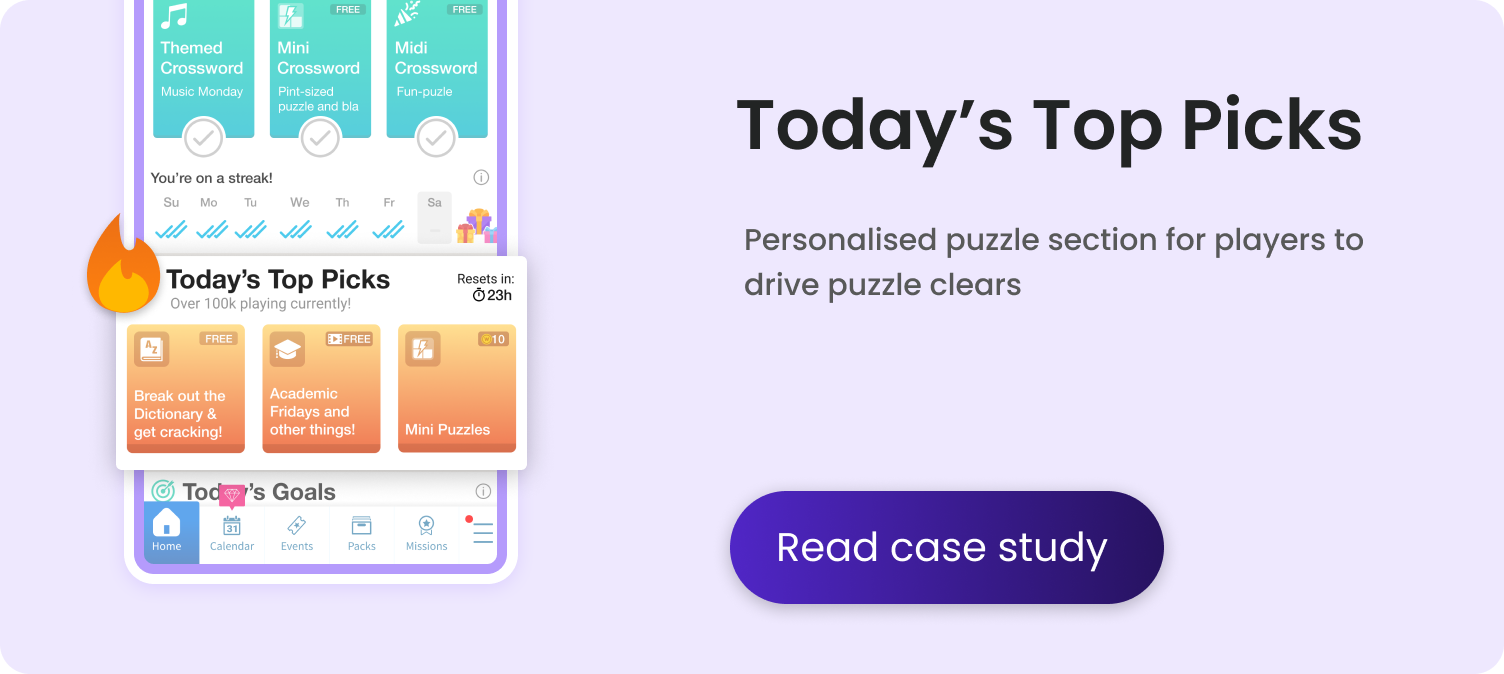 FREE
FREE
Themed
Crossword
Music Monday
Mini
Crossword
Pint-sized
puzzle and bla
Midi
Crossword
Fun-puzle
You're on a streak!
Su Mo Tu We Th Fr Sa
Today's Top Picks
Over 100k playing currently!
Resets in:
23h
A Z
FREE
Break out the
Dictionary &
get cracking!
FREE
Academic
Fridays and
other things!
10
Mini Puzzles
Today's Goals
31
Home
Calendar
Events
Packs
Missions
Today's Top Picks
Personalised puzzle section for players to
drive puzzle clears
Read case study